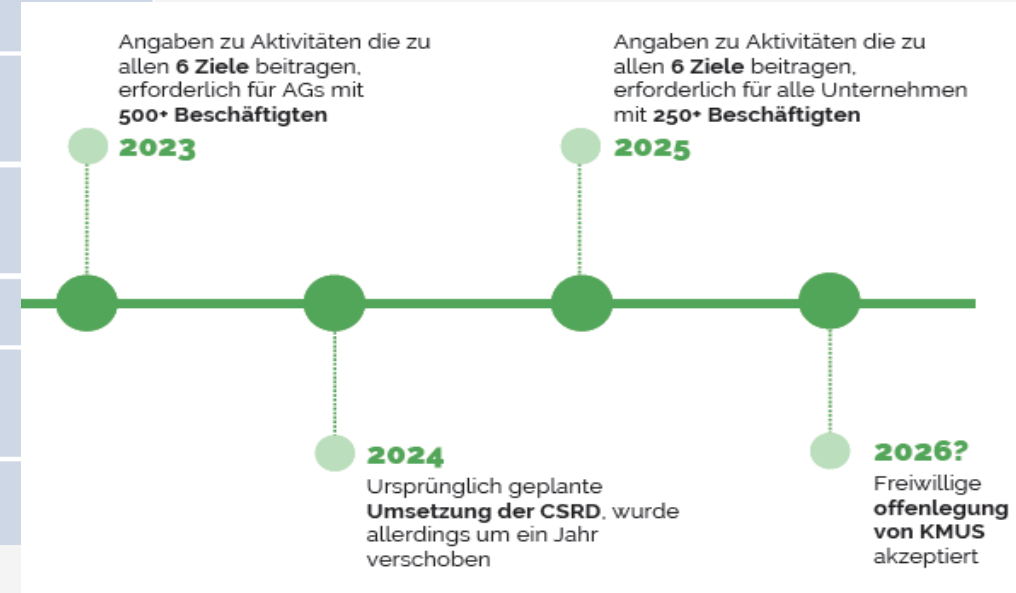 Angaben zu Aktivitäten die zu
allen 6 Ziele beitragen,
erforderlich für AGs mit
500+ Beschäftigten
2023
Angaben zu Aktivitäten die zu
allen 6 Ziele beitragen,
erforderlich für alle Unternehmen
mit 250+ Beschäftigten
2025
2024
Ursprünglich geplante
Umsetzung der CSRD, wurde
allerdings um ein Jahr
verschoben
2026?
Freiwillige
offenlegung
von KMUS
akzeptiert